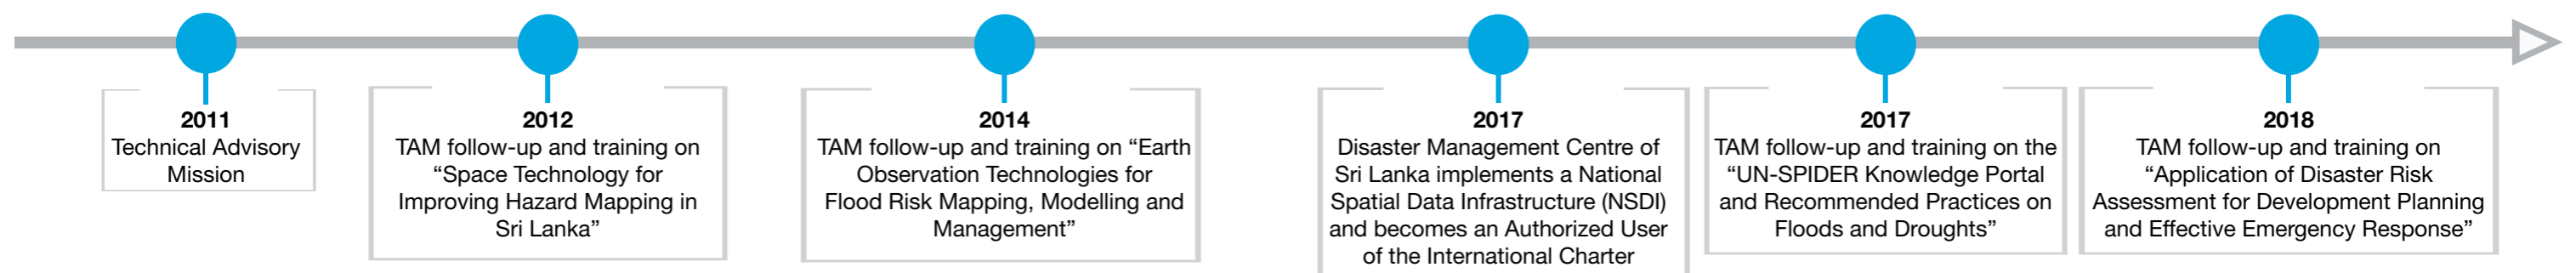 2011
Technical Advisory
Mission
2012
TAM follow-up and training on
“Space Technology for
Improving Hazard Mapping in
Sri Lanka”
2014
TAM follow-up and training on “Earth
Observation Technologies for
Flood Risk Mapping, Modelling and
Management”
2017
Disaster Management Centre of
Sri Lanka implements a National
Spatial Data Infrastructure (NSDI)
and becomes an Authorized User
of the International Charter
2017
TAM follow-up and training on the
“UN-SPIDER Knowledge Portal
and Recommended Practices on
Floods and Droughts”
2018
TAM follow-up and training on
“Application of Disaster Risk
Assessment for Development Planning
and Effective Emergency Response”